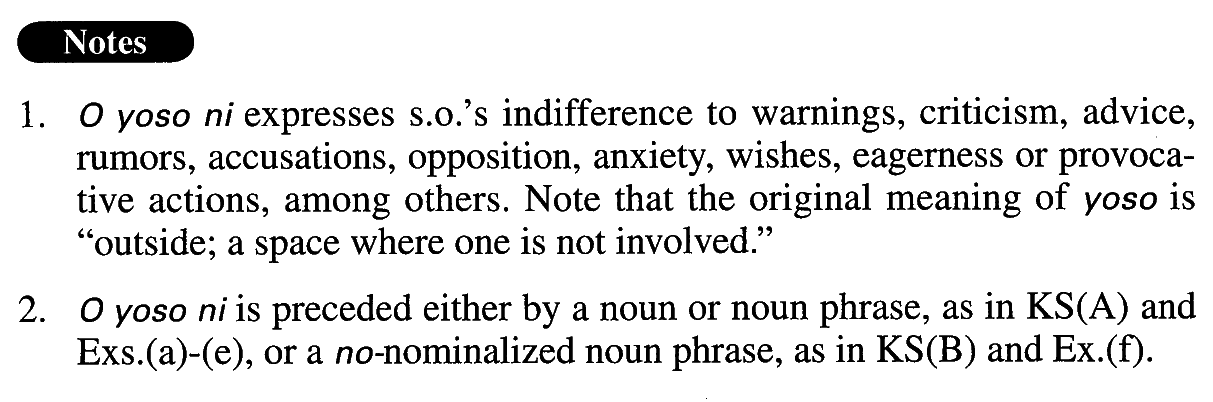 Notes
1. O yoso ni expresses s.o.'s indifference to warnings, criticism, advice,
rumors, accusations, opposition, anxiety, wishes, eagerness or provoca-
tive actions, among others. Note that the original meaning of yoso is
“outside; a space where one is not involved.”
2. O yoso ni is preceded either by a noun or noun phrase, as in KS(A) and
Exs.(a)-(e), or a no-nominalized noun phrase, as in KS(B) and Ex.(f).